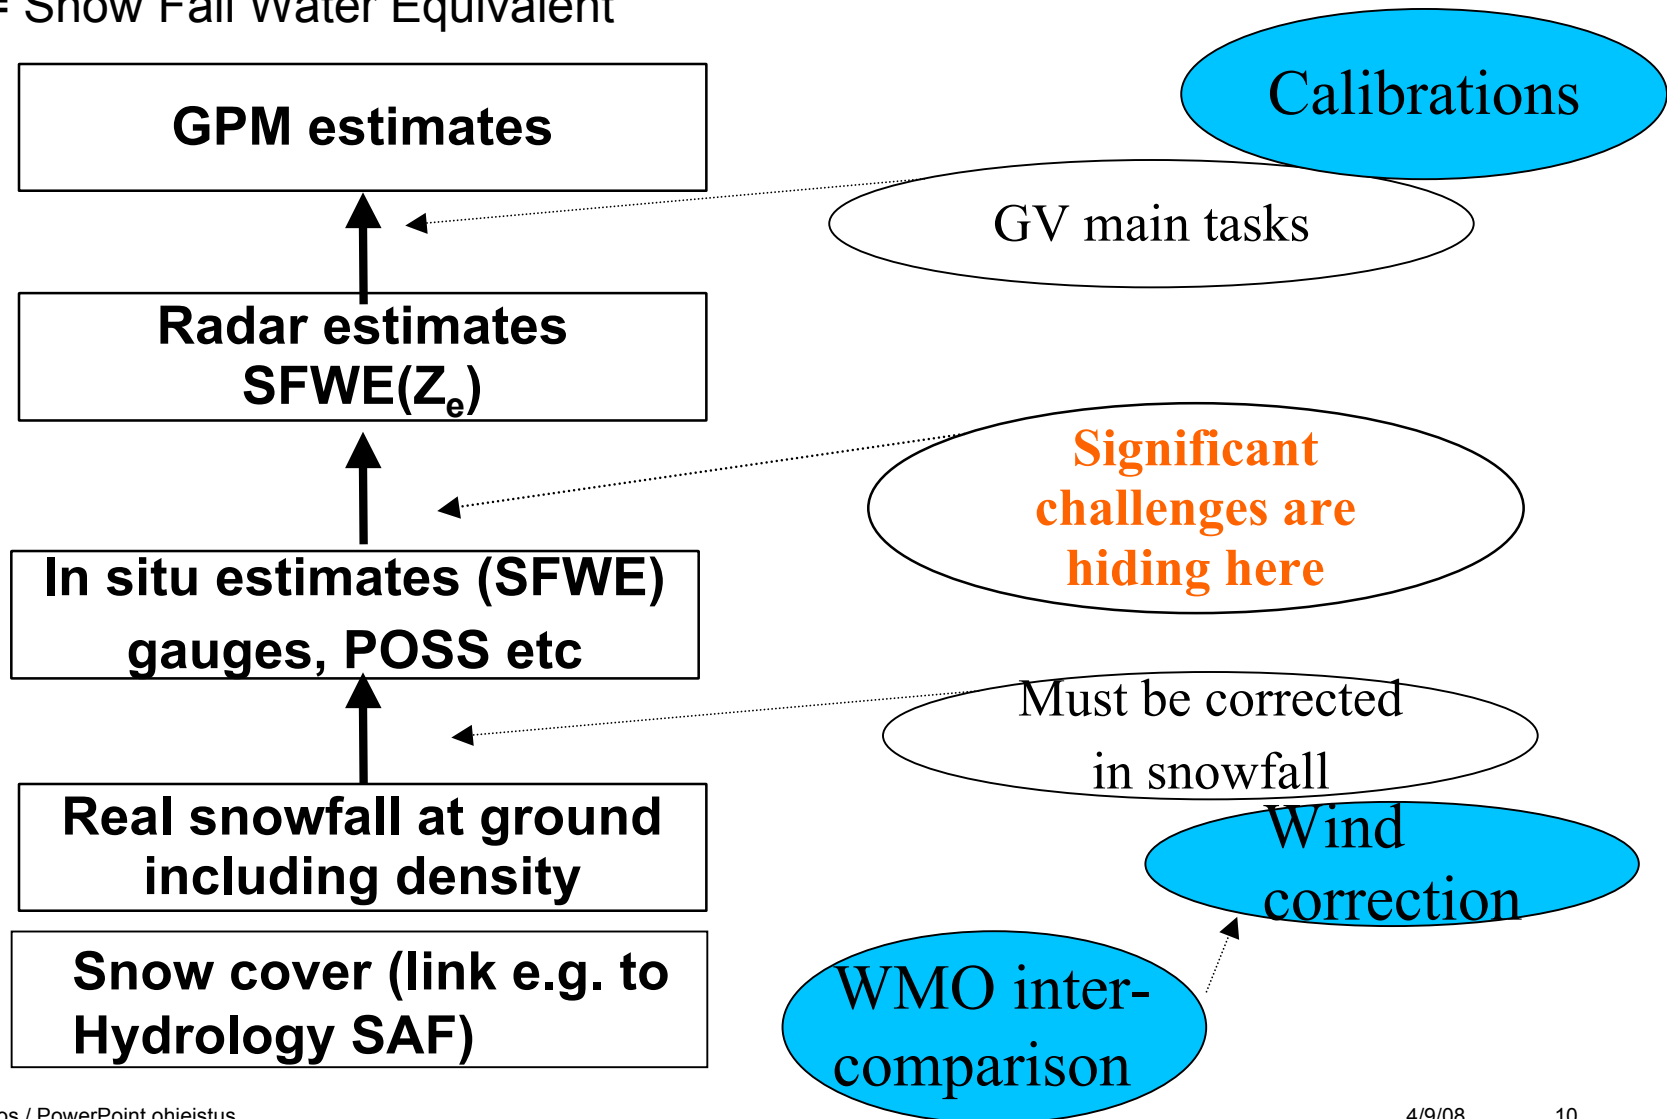 = Snow Fall Water Equivalent
GPM estimates
Calibrations
GV main tasks
Radar estimates
SFWE(Zₑ)
Significant
challenges are
hiding here
In situ estimates (SFWE)
gauges, POSS etc
Must be corrected
in snowfall
Real snowfall at ground
including density
Wind
correction
Snow cover (link e.g. to
Hydrology SAF)
WMO inter-
comparison
/ PowerPoint ohjeistus
4/9/08
10